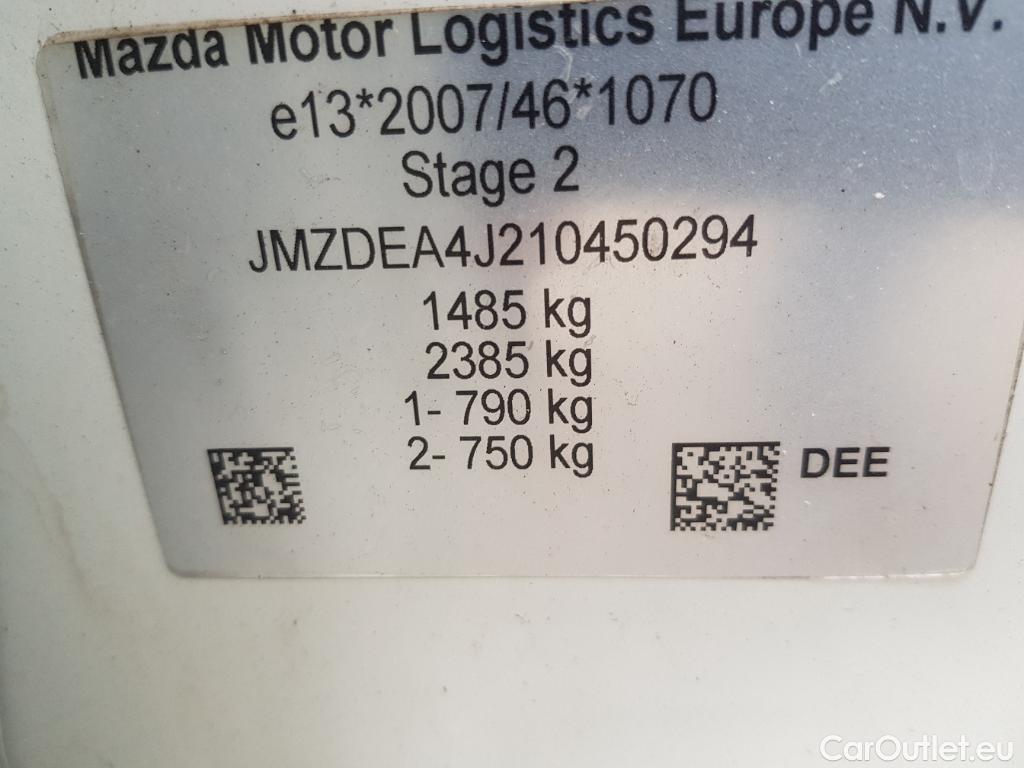 Mazda Motor Logistics Europe N.V.
e13*2007/46*1070
Stage 2
JMZDEA4J210450294
1485 kg
2385 kg
1- 790 kg
2- 750 kg
DEE
CarOutlet.eu